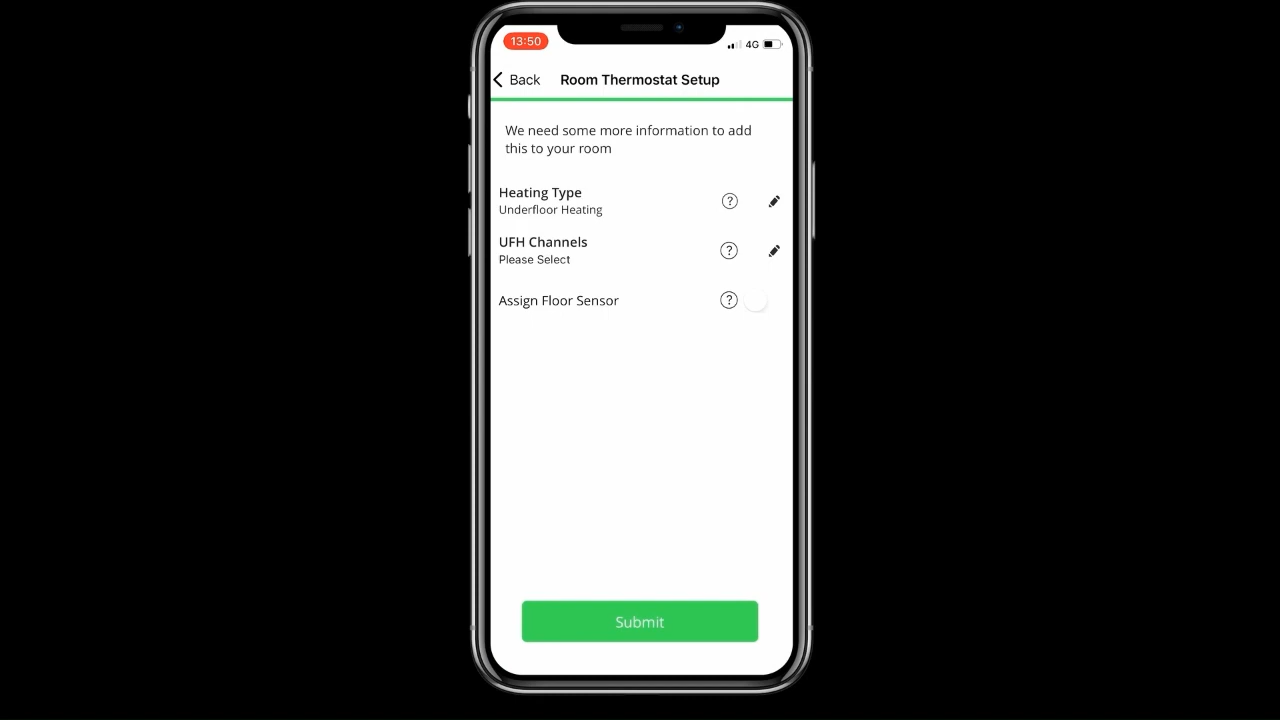 13:50
4G
Back
Room Thermostat Setup
We need some more information to add
this to your room
Heating Type
Underfloor Heating
?
UFH Channels
Please Select
?
Assign Floor Sensor
?
Submit